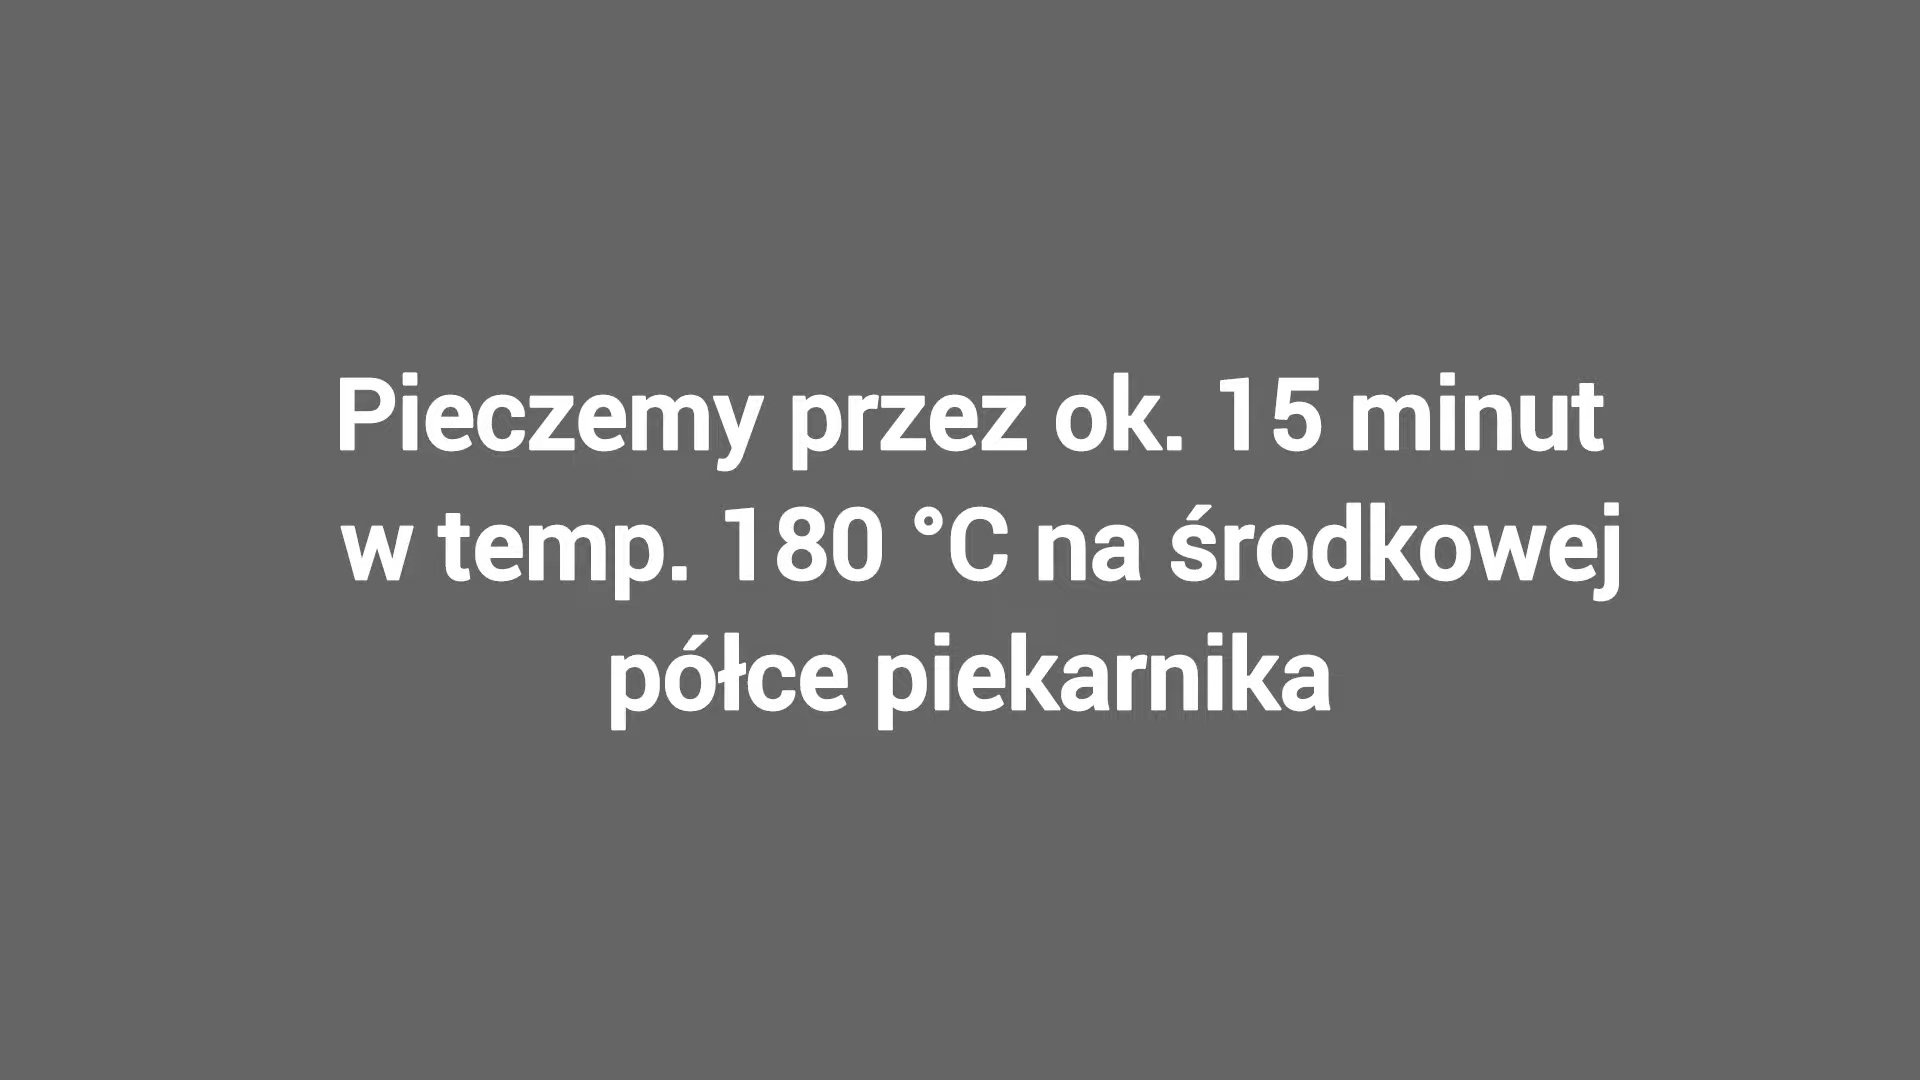 Pieczemy przez ok. 15 minut
w temp. 180 °C na środkowej
półce piekarnika